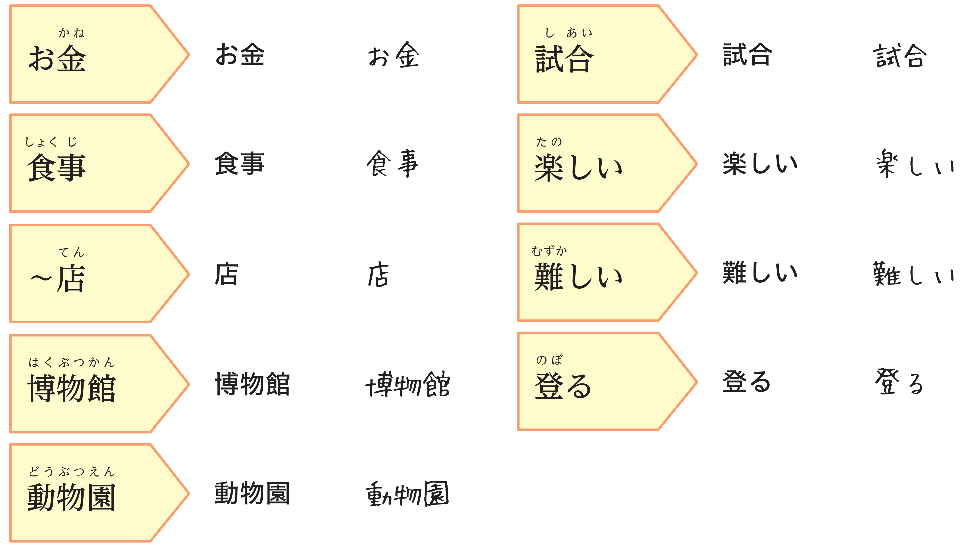 かね
お金 お金 お金
しょく じ
食事 食事 食事
てん
～店 店 店
はくぶつかん
博物館 博物館 博物館
どうぶつえん
動物園 動物園 動物園
し あい
試合 試合 試合
たの
楽しい 楽しい 楽しい
むずか
難しい 難しい 難しい
のぼ
登る 登る 登る